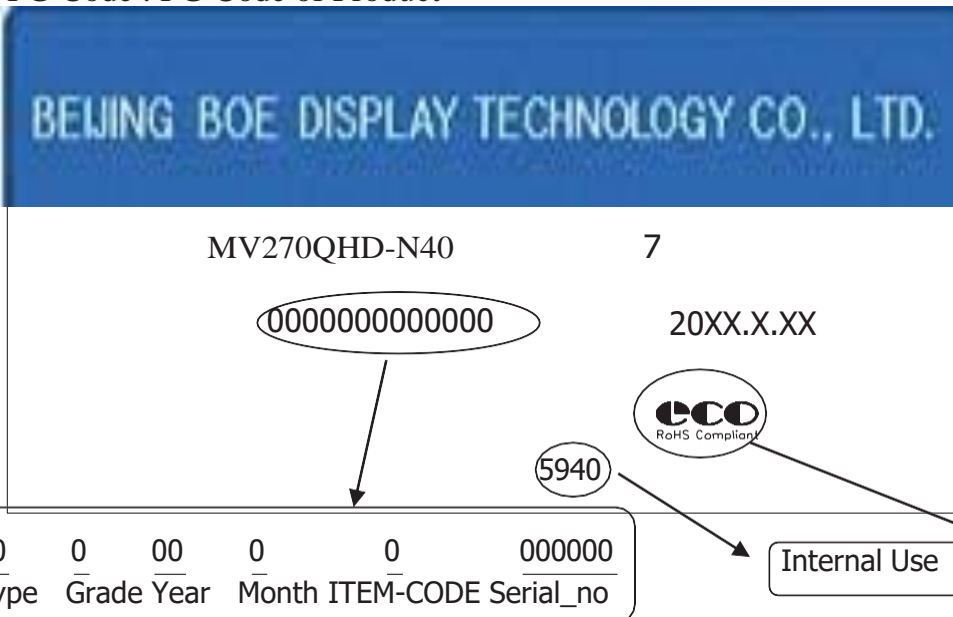 BEIJING BOE DISPLAY TECHNOLOGY CO., LTD.
MV270QHD-N40 7
0000000000000 20XX.X.XX
eco
RoHS Compliant
5940
0 0 00 0 0 000000
Grade Year Month ITEM-CODE Serial_no
Internal Use